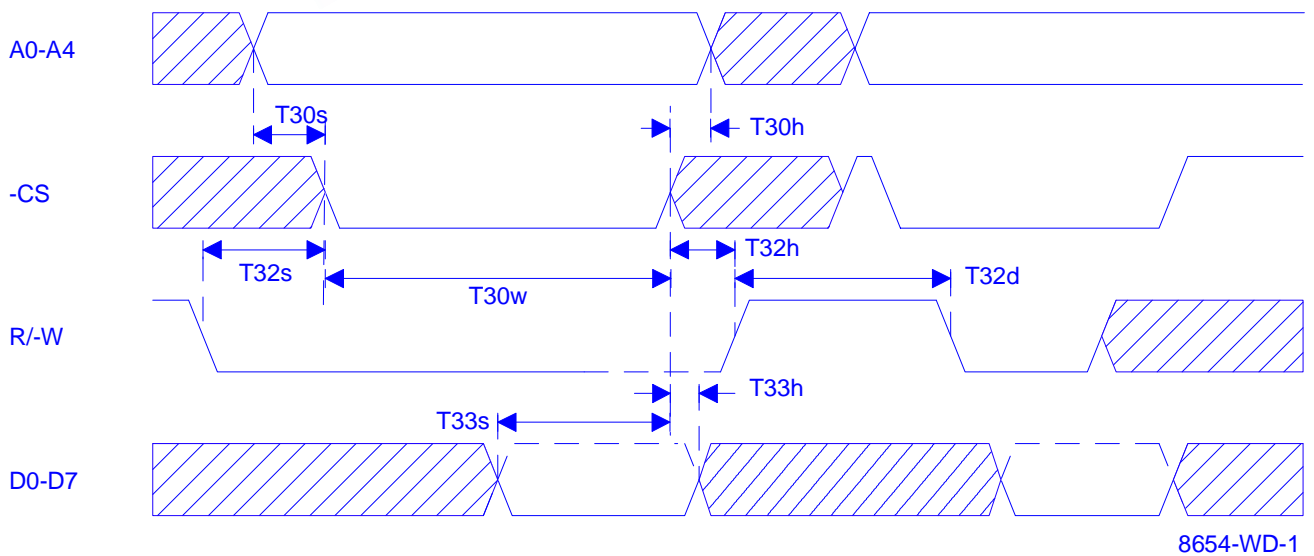 A0-A4
T30s
T30h
-CS
T32s
T32h
T30w
T32d
R/-W
T33h
T33s
D0-D7
8654-WD-1